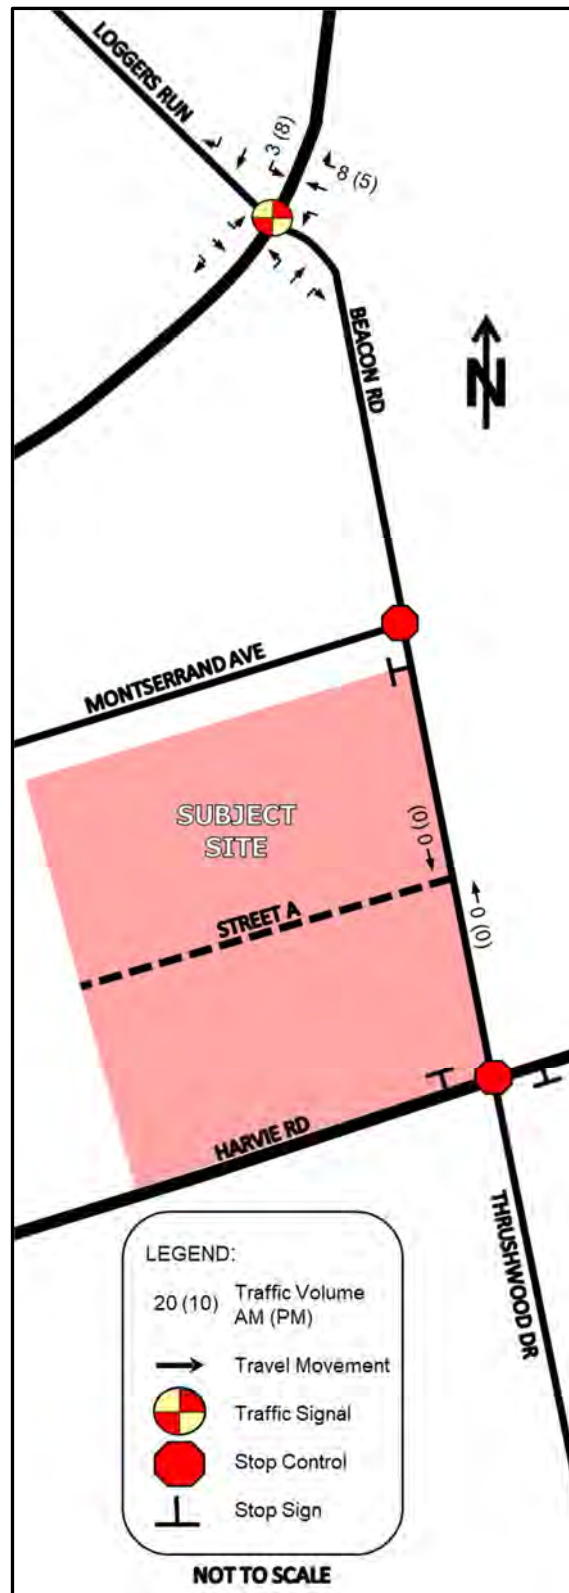 LOGGERS RUN
3 (8)
8 (5)
BEACON RD
N
MONTSERRAND AVE
SUBJECT
SITE
0 (0)
STREET A
0 (0)
HARVIE RD
THRUSHWOOD DR
LEGEND:
20 (10) Traffic Volume
AM (PM)
Travel Movement
Traffic Signal
Stop Control
Stop Sign
NOT TO SCALE